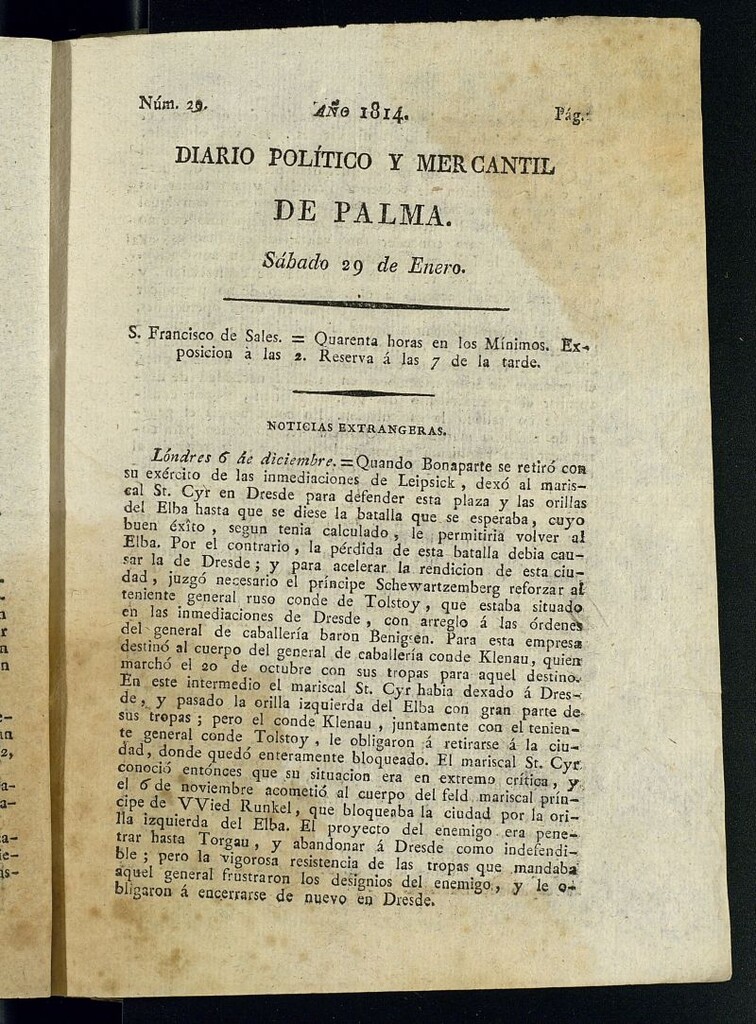 Núm. 29. AÑO 1814. Pág.
DIARIO POLÍTICO Y MERCANTIL
DE PALMA.
Sábado 29 de Enero.
S. Francisco de Sales. = Quarenta horas en los Mínimos. Ex-
posicion à las 2. Reserva á las 7 de la tarde.
NOTICIAS EXTRANGERAS.
Lóndres 6 de diciembre. = Quando Bonaparte se retiró con
su exército de las inmediaciones de Leipsick, dexó al maris-
cal St. Cyr en Dresde para defender esta plaza y las orillas
del Elba hasta que se diese la batalla que se esperaba, cuyo
buen éxîto, segun tenia calculado, le permitiria volver al
Elba. Por el contrario, la pérdida de esta batalla debia cau-
sar la de Dresde; y para acelerar la rendicion de esta ciu-
dad, juzgó necesario el príncipe Schewartzemberg reforzar al
teniente general ruso conde de Tolstoy, que estaba situado
en las inmediaciones de Dresde, con arreglo á las órdenes
del general de caballería baron Benigsen. Para esta empresa
destinó al cuerpo del general de caballería conde Klenau, quien
marchó el 20 de octubre con sus tropas para aquel destino.
En este intermedio el mariscal St. Cyr habia dexado á Dres-
de, y pasado la orilla izquierda del Elba con gran parte de
sus tropas; pero el conde Klenau, juntamente con el tenien-
te general conde Tolstoy, le obligaron á retirarse á la ciu-
dad, donde quedó enteramente bloqueado. El mariscal St. Cyr
conoció entónces que su situacion era en extremo crítica, y
el 6 de noviembre acometió al cuerpo del feld mariscal prín-
cipe de VVied Runkel, que bloqueaba la ciudad por la ori-
lla izquierda del Elba. El proyecto del enemigo era pene-
trar hasta Torgau, y abandonar á Dresde como indefendi-
ble; pero la vigorosa resistencia de las tropas que mandaba
aquel general frustraron los designios del enemigo, y le o-
bligaron á encerrarse de nuevo en Dresde.